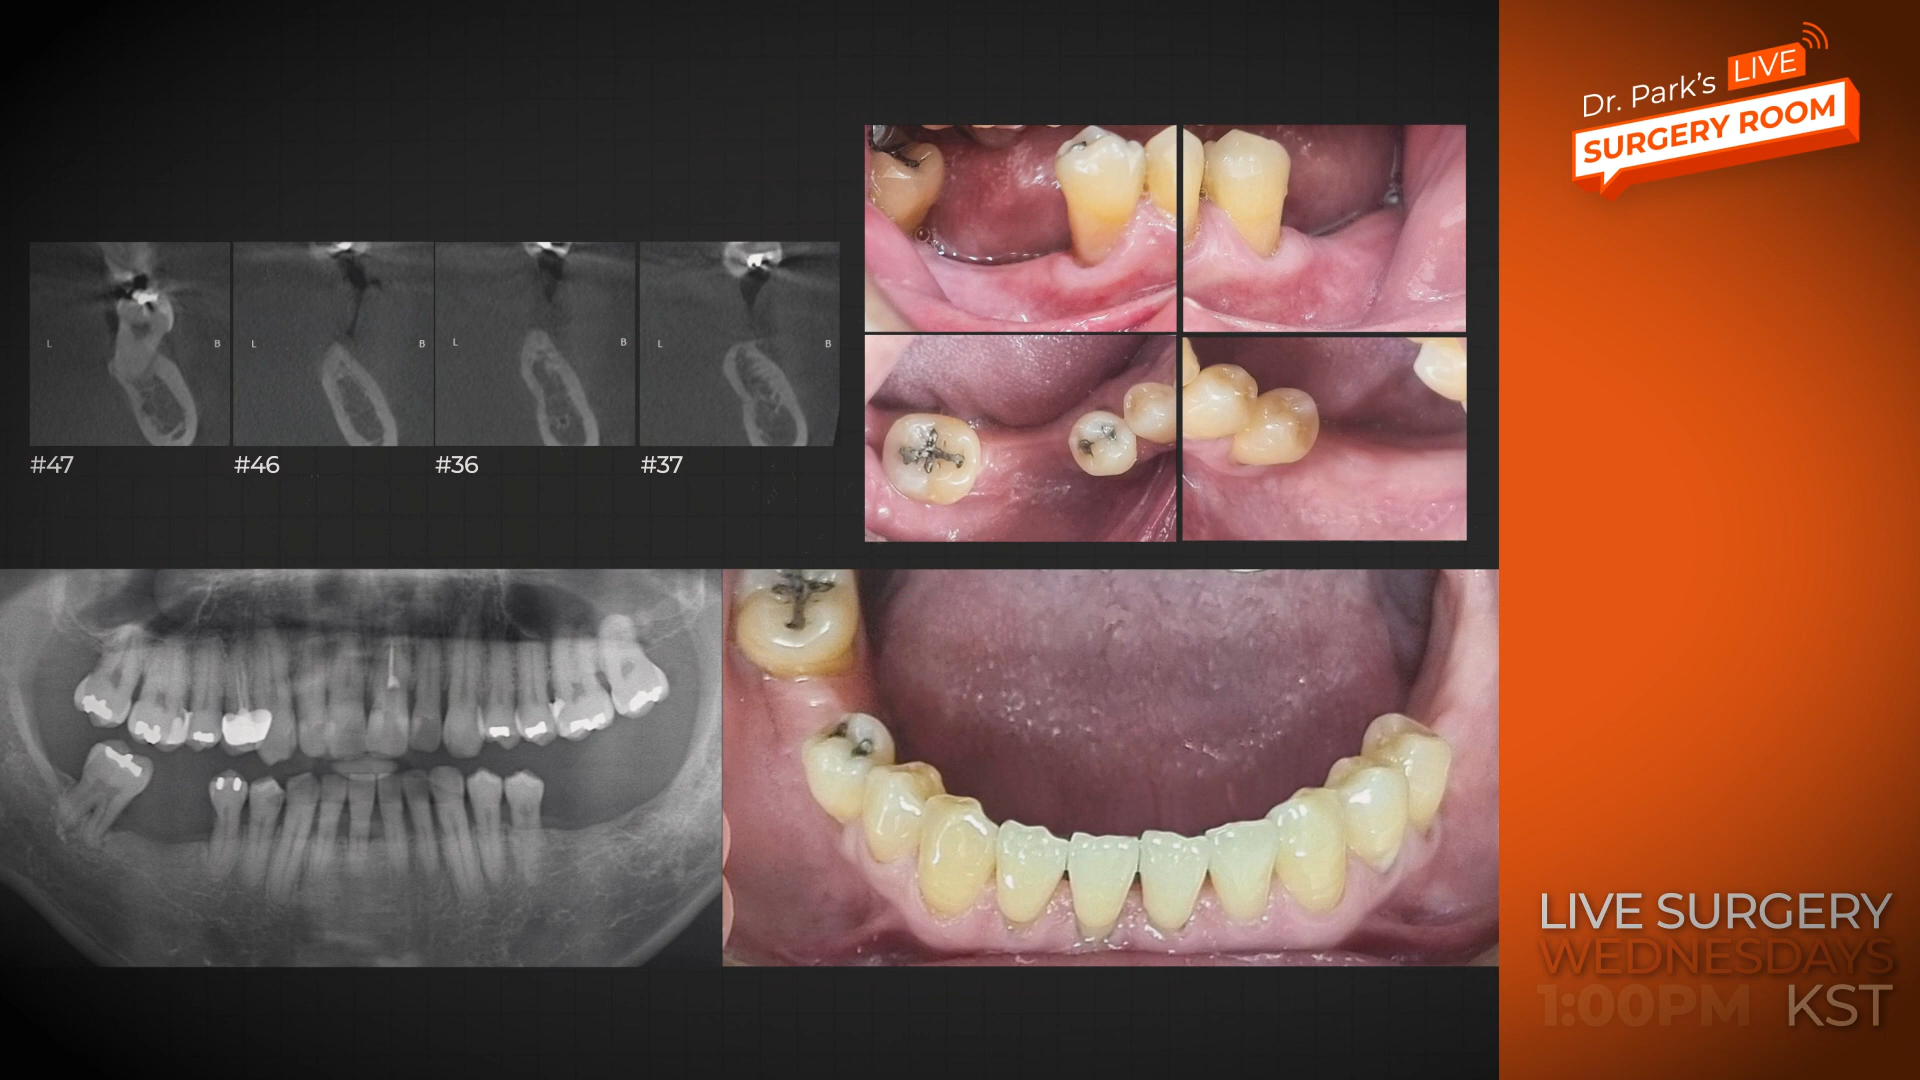 Dr. Park's LIVE
SURGERY ROOM
L B
L B
L B
L B
#47
#46
#36
#37
LIVE SURGERY
WEDNESDAYS
1:00PM KST